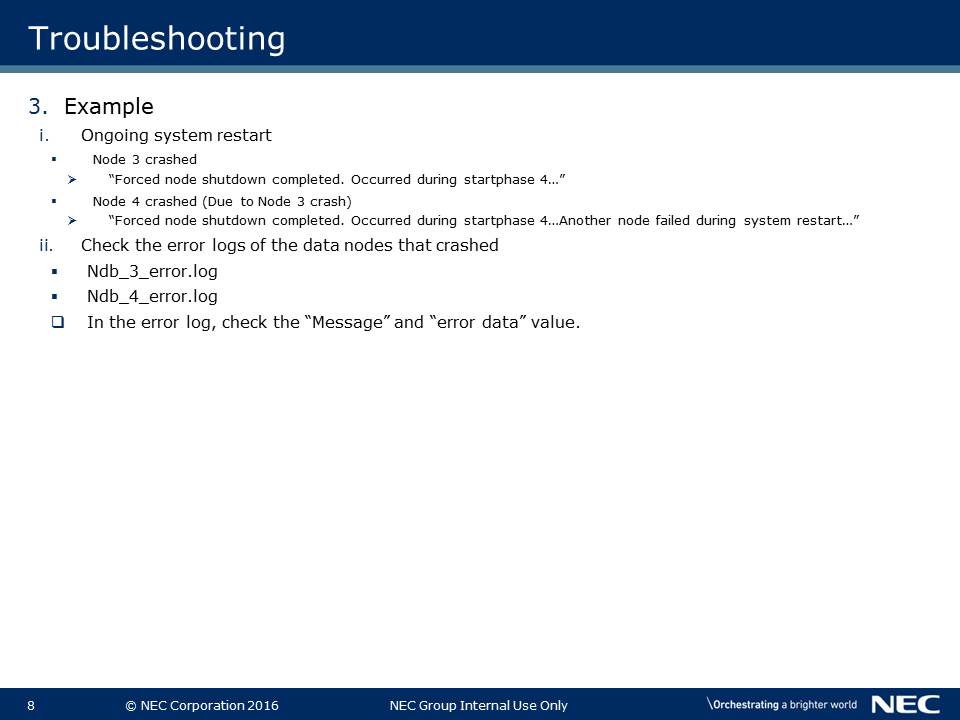 Troubleshooting
3. Example
i. Ongoing system restart
▪ Node 3 crashed
➢ “Forced node shutdown completed. Occurred during startphase 4…”
▪ Node 4 crashed (Due to Node 3 crash)
➢ “Forced node shutdown completed. Occurred during startphase 4…Another node failed during system restart…”
ii. Check the error logs of the data nodes that crashed
▪ Ndb_3_error.log
▪ Ndb_4_error.log
❑ In the error log, check the “Message” and “error data” value.
8 © NEC Corporation 2016 NEC Group Internal Use Only \Orchestrating a brighter world NEC